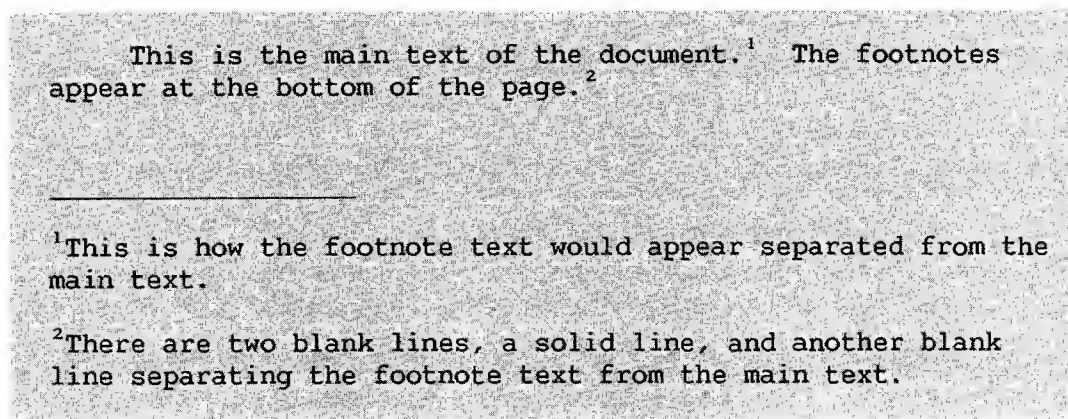 This is the main text of the document.¹ The footnotes
appear at the bottom of the page.²
¹This is how the footnote text would appear separated from the
main text.
²There are two blank lines, a solid line, and another blank
line separating the footnote text from the main text.